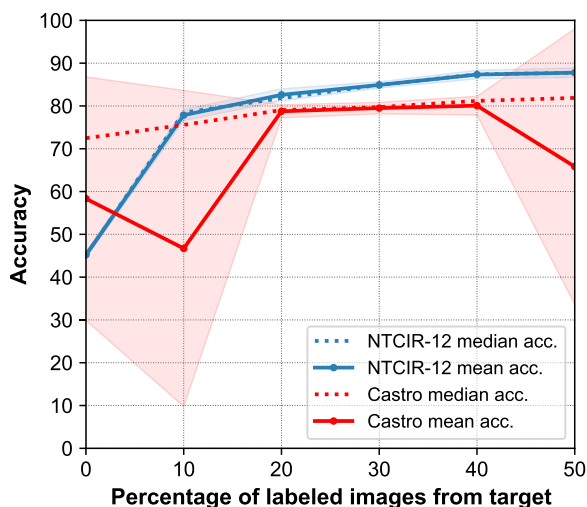 100
90
80
70
60
50
40
30
20
10
0
Accuracy
NTCIR-12 median acc.
NTCIR-12 mean acc.
Castro median acc.
Castro mean acc.
0 10 20 30 40 50
Percentage of labeled images from target